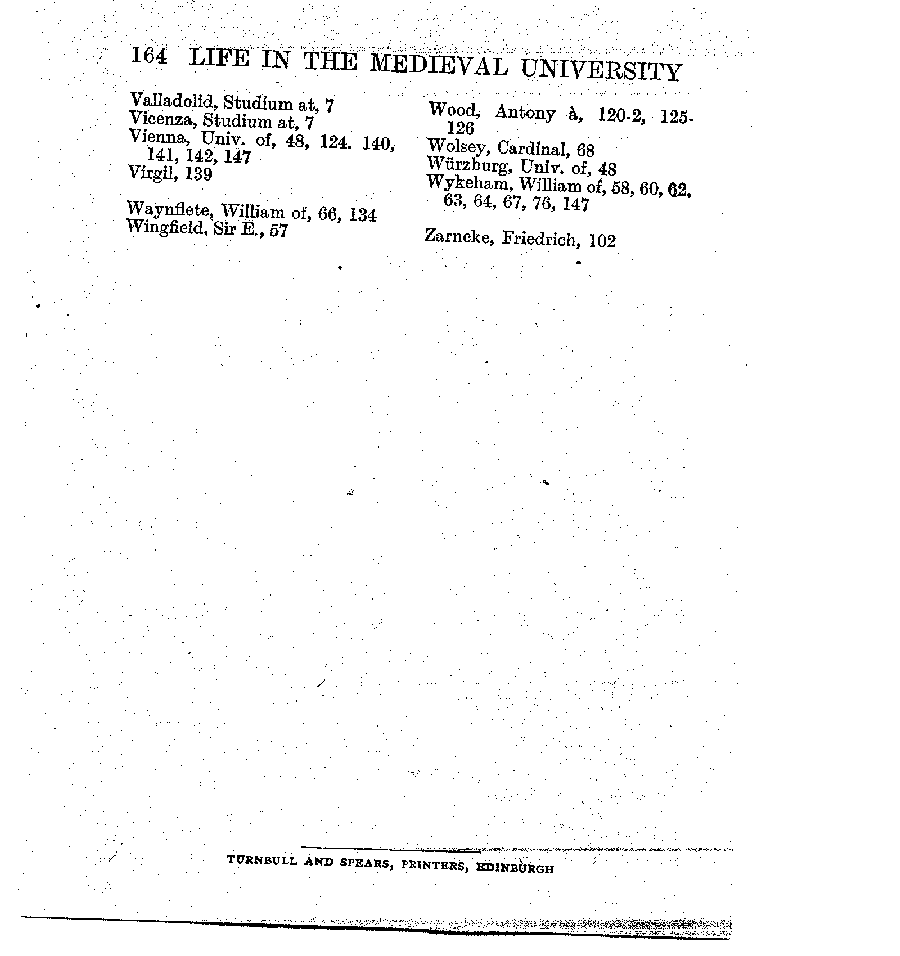 164 LIFE IN THE MEDIEVAL UNIVERSITY
Valladolid, Studium at, 7
Vicenza, Studium at, 7
Vienna, Univ. of, 48, 124. 140,
141, 142, 147
Virgil, 139
Waynflete, William of, 66, 134
Wingfield, Sir E., 57
Wood, Antony à, 120-2, 125-
126
Wolsey, Cardinal, 68
Würzburg, Univ. of, 48
Wykeham, William of, 58, 60, 62,
63, 64, 67, 76, 147
Zarncke, Friedrich, 102
TURNBULL AND SPEARS, PRINTERS, EDINBURGH